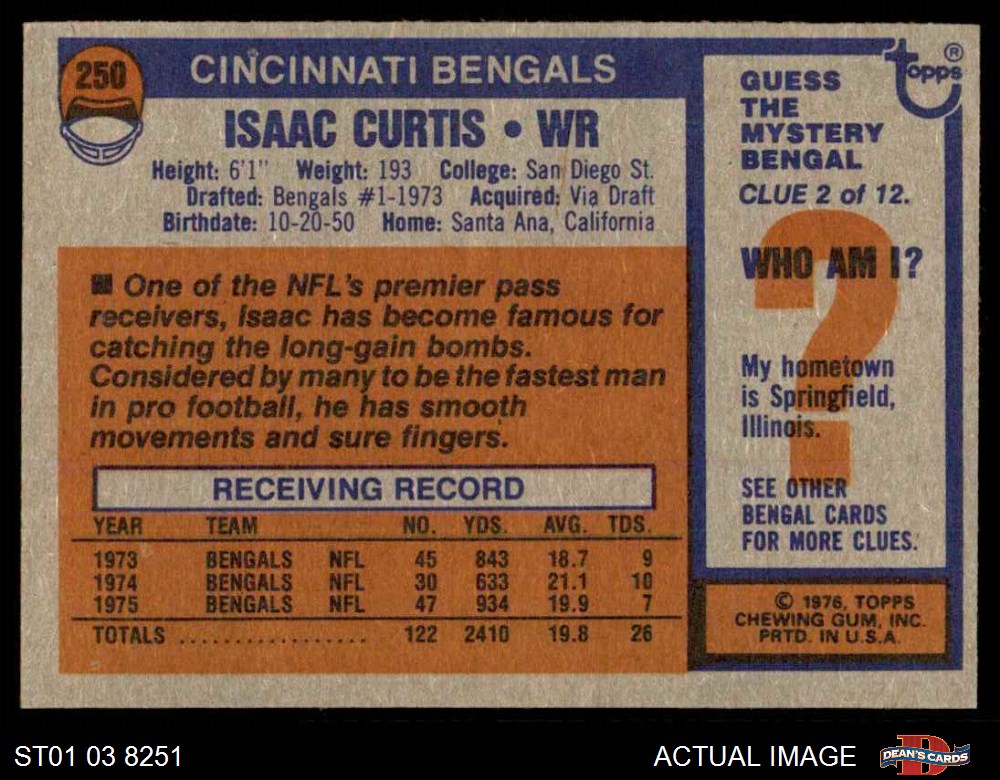 250
CINCINNATI BENGALS
ISAAC CURTIS • WR
Height: 6'1" Weight: 193 College: San Diego St.
Drafted: Bengals #1-1973 Acquired: Via Draft
Birthdate: 10-20-50 Home: Santa Ana, California
■ One of the NFL's premier pass
receivers, Isaac has become famous for
catching the long-gain bombs.
Considered by many to be the fastest man
in pro football, he has smooth
movements and sure fingers.
RECEIVING RECORD
YEAR TEAM NO. YDS. AVG. TDS.
1973 BENGALS NFL 45 843 18.7 9
1974 BENGALS NFL 30 633 21.1 10
1975 BENGALS NFL 47 934 19.9 7
TOTALS .................. 122 2410 19.8 26
topps ®
GUESS
THE
MYSTERY
BENGAL
CLUE 2 of 12.
?
WHO AM I?
My hometown
is Springfield,
Illinois.
SEE OTHER
BENGAL CARDS
FOR MORE CLUES.
© 1976, TOPPS
CHEWING GUM, INC.
PRTD. IN U.S.A.
ST01 03 8251
ACTUAL IMAGE
D
DEAN'S CARDS